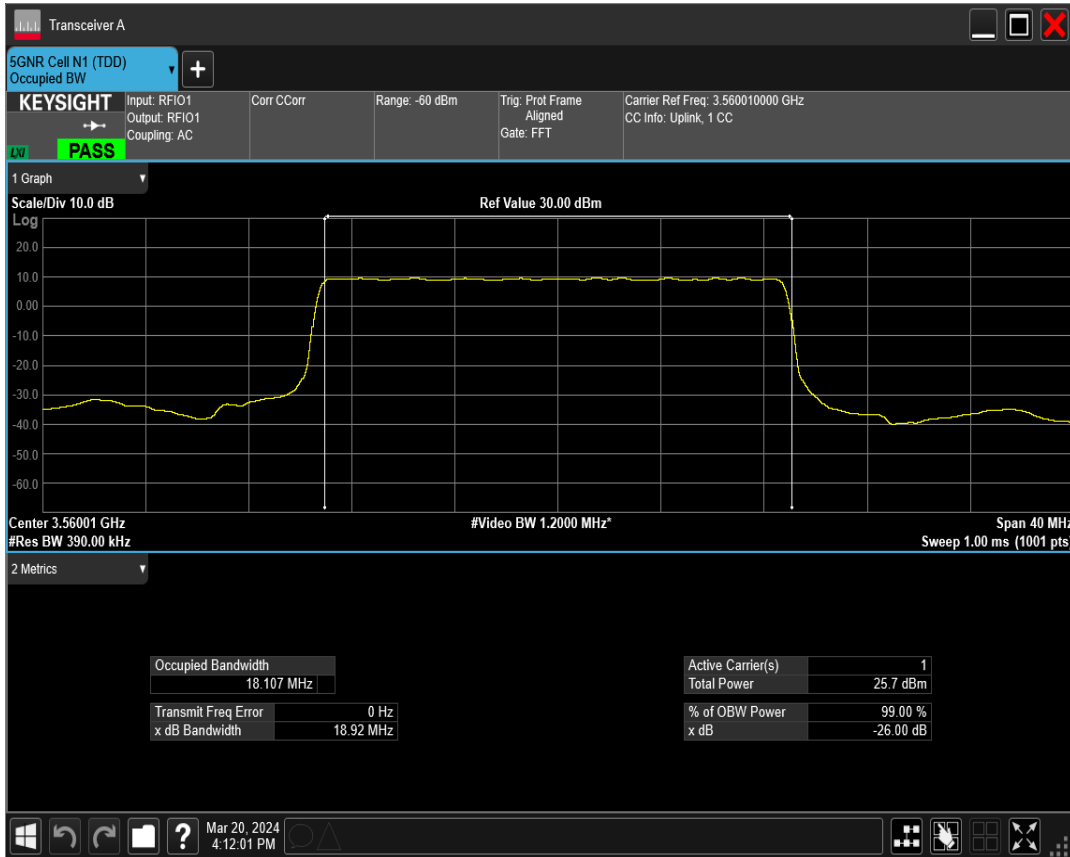 Transceiver A
5GNR Cell N1 (TDD)
Occupied BW
+
KEYSIGHT
LXI
PASS
Input: RFIO1
Output: RFIO1
Coupling: AC
Corr CCorr
Range: -60 dBm
Trig: Prot Frame
Aligned
Gate: FFT
Carrier Ref Freq: 3.560010000 GHz
CC Info: Uplink, 1 CC
1 Graph
Scale/Div 10.0 dB
Ref Value 30.00 dBm
Log
20.0
10.0
0.00
-10.0
-20.0
-30.0
-40.0
-50.0
-60.0
Center 3.56001 GHz
#Video BW 1.2000 MHz*
Span 40 MHz
#Res BW 390.00 kHz
Sweep 1.00 ms (1001 pts)
2 Metrics
Occupied Bandwidth
18.107 MHz
Transmit Freq Error 0 Hz
x dB Bandwidth 18.92 MHz
Active Carrier(s) 1
Total Power 25.7 dBm
% of OBW Power 99.00 %
x dB -26.00 dB
?
Mar 20, 2024
4:12:01 PM